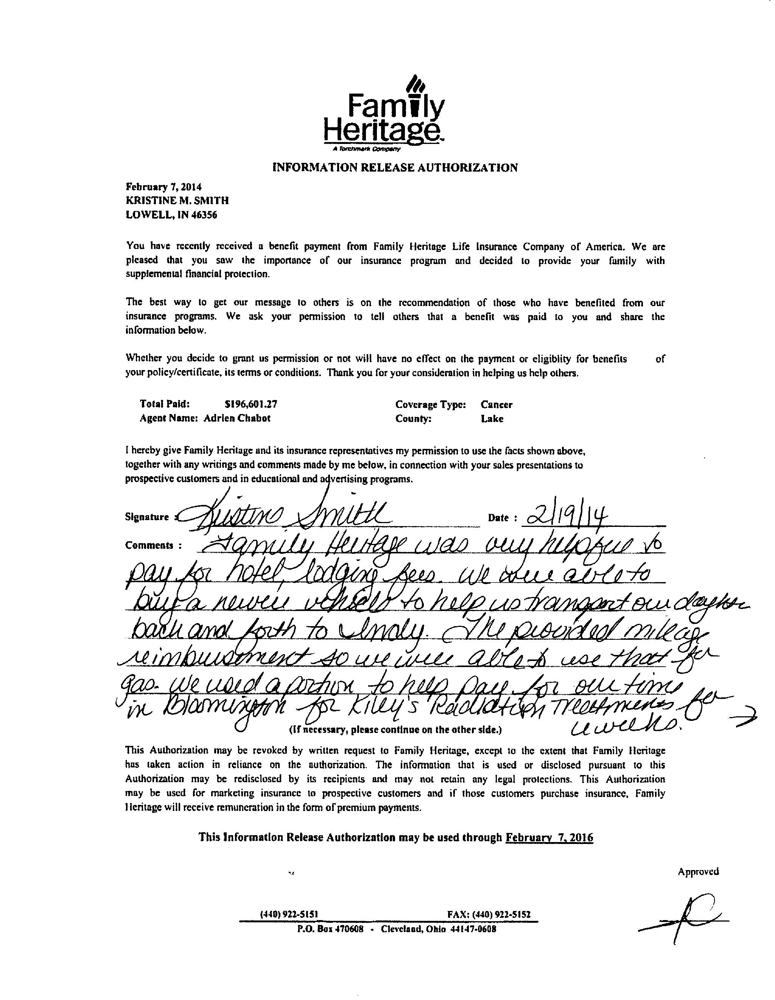 Family
Heritage
A Torchmark Company
INFORMATION RELEASE AUTHORIZATION
February 7, 2014
KRISTINE M. SMITH
LOWELL, IN 46356
You have recently received a benefit payment from Family Heritage Life Insurance Company of America. We are
pleased that you saw the importance of our insurance program and decided to provide your family with
supplemental financial protection.
The best way to get our message to others is on the recommendation of those who have benefited from our
insurance programs. We ask your permission to tell others that a benefit was paid to you and share the
information below.
Whether you decide to grant us permission or not will have no effect on the payment or eligiblity for benefits of
your policy/certificate, its terms or conditions. Thank you for your consideration in helping us help others.
Total Paid: $196,601.27 Coverage Type: Cancer
Agent Name: Adrien Chabot County: Lake
I hereby give Family Heritage and its insurance representatives my permission to use the facts shown above,
together with any writings and comments made by me below, in connection with your sales presentations to
prospective customers and in educational and advertising programs.
Signature x Kristine Smith Date : 2/19/14
Comments : Family Heritage was very helpful to
pay for hotel, lodging fees. We were able to
buy a newer vehicle to help us transport our daughter
back and forth to Indy. The provided mileage
reimbursement so we were able to use that for
gas. We used a portion to help pay for our time
in Bloomington for Kiley's Radiation Treatments for →
(If necessary, please continue on the other side.) weeks.
This Authorization may be revoked by written request to Family Heritage, except to the extent that Family Heritage
has taken action in reliance on the authorization. The information that is used or disclosed pursuant to this
Authorization may be redisclosed by its recipients and may not retain any legal protections. This Authorization
may be used for marketing insurance to prospective customers and if those customers purchase insurance, Family
Heritage will receive remuneration in the form of premium payments.
This Information Release Authorization may be used through February 7, 2016
Approved
(440) 922-5151 FAX: (440) 922-5152
P.O. Box 470608 - Cleveland, Ohio 44147-0608